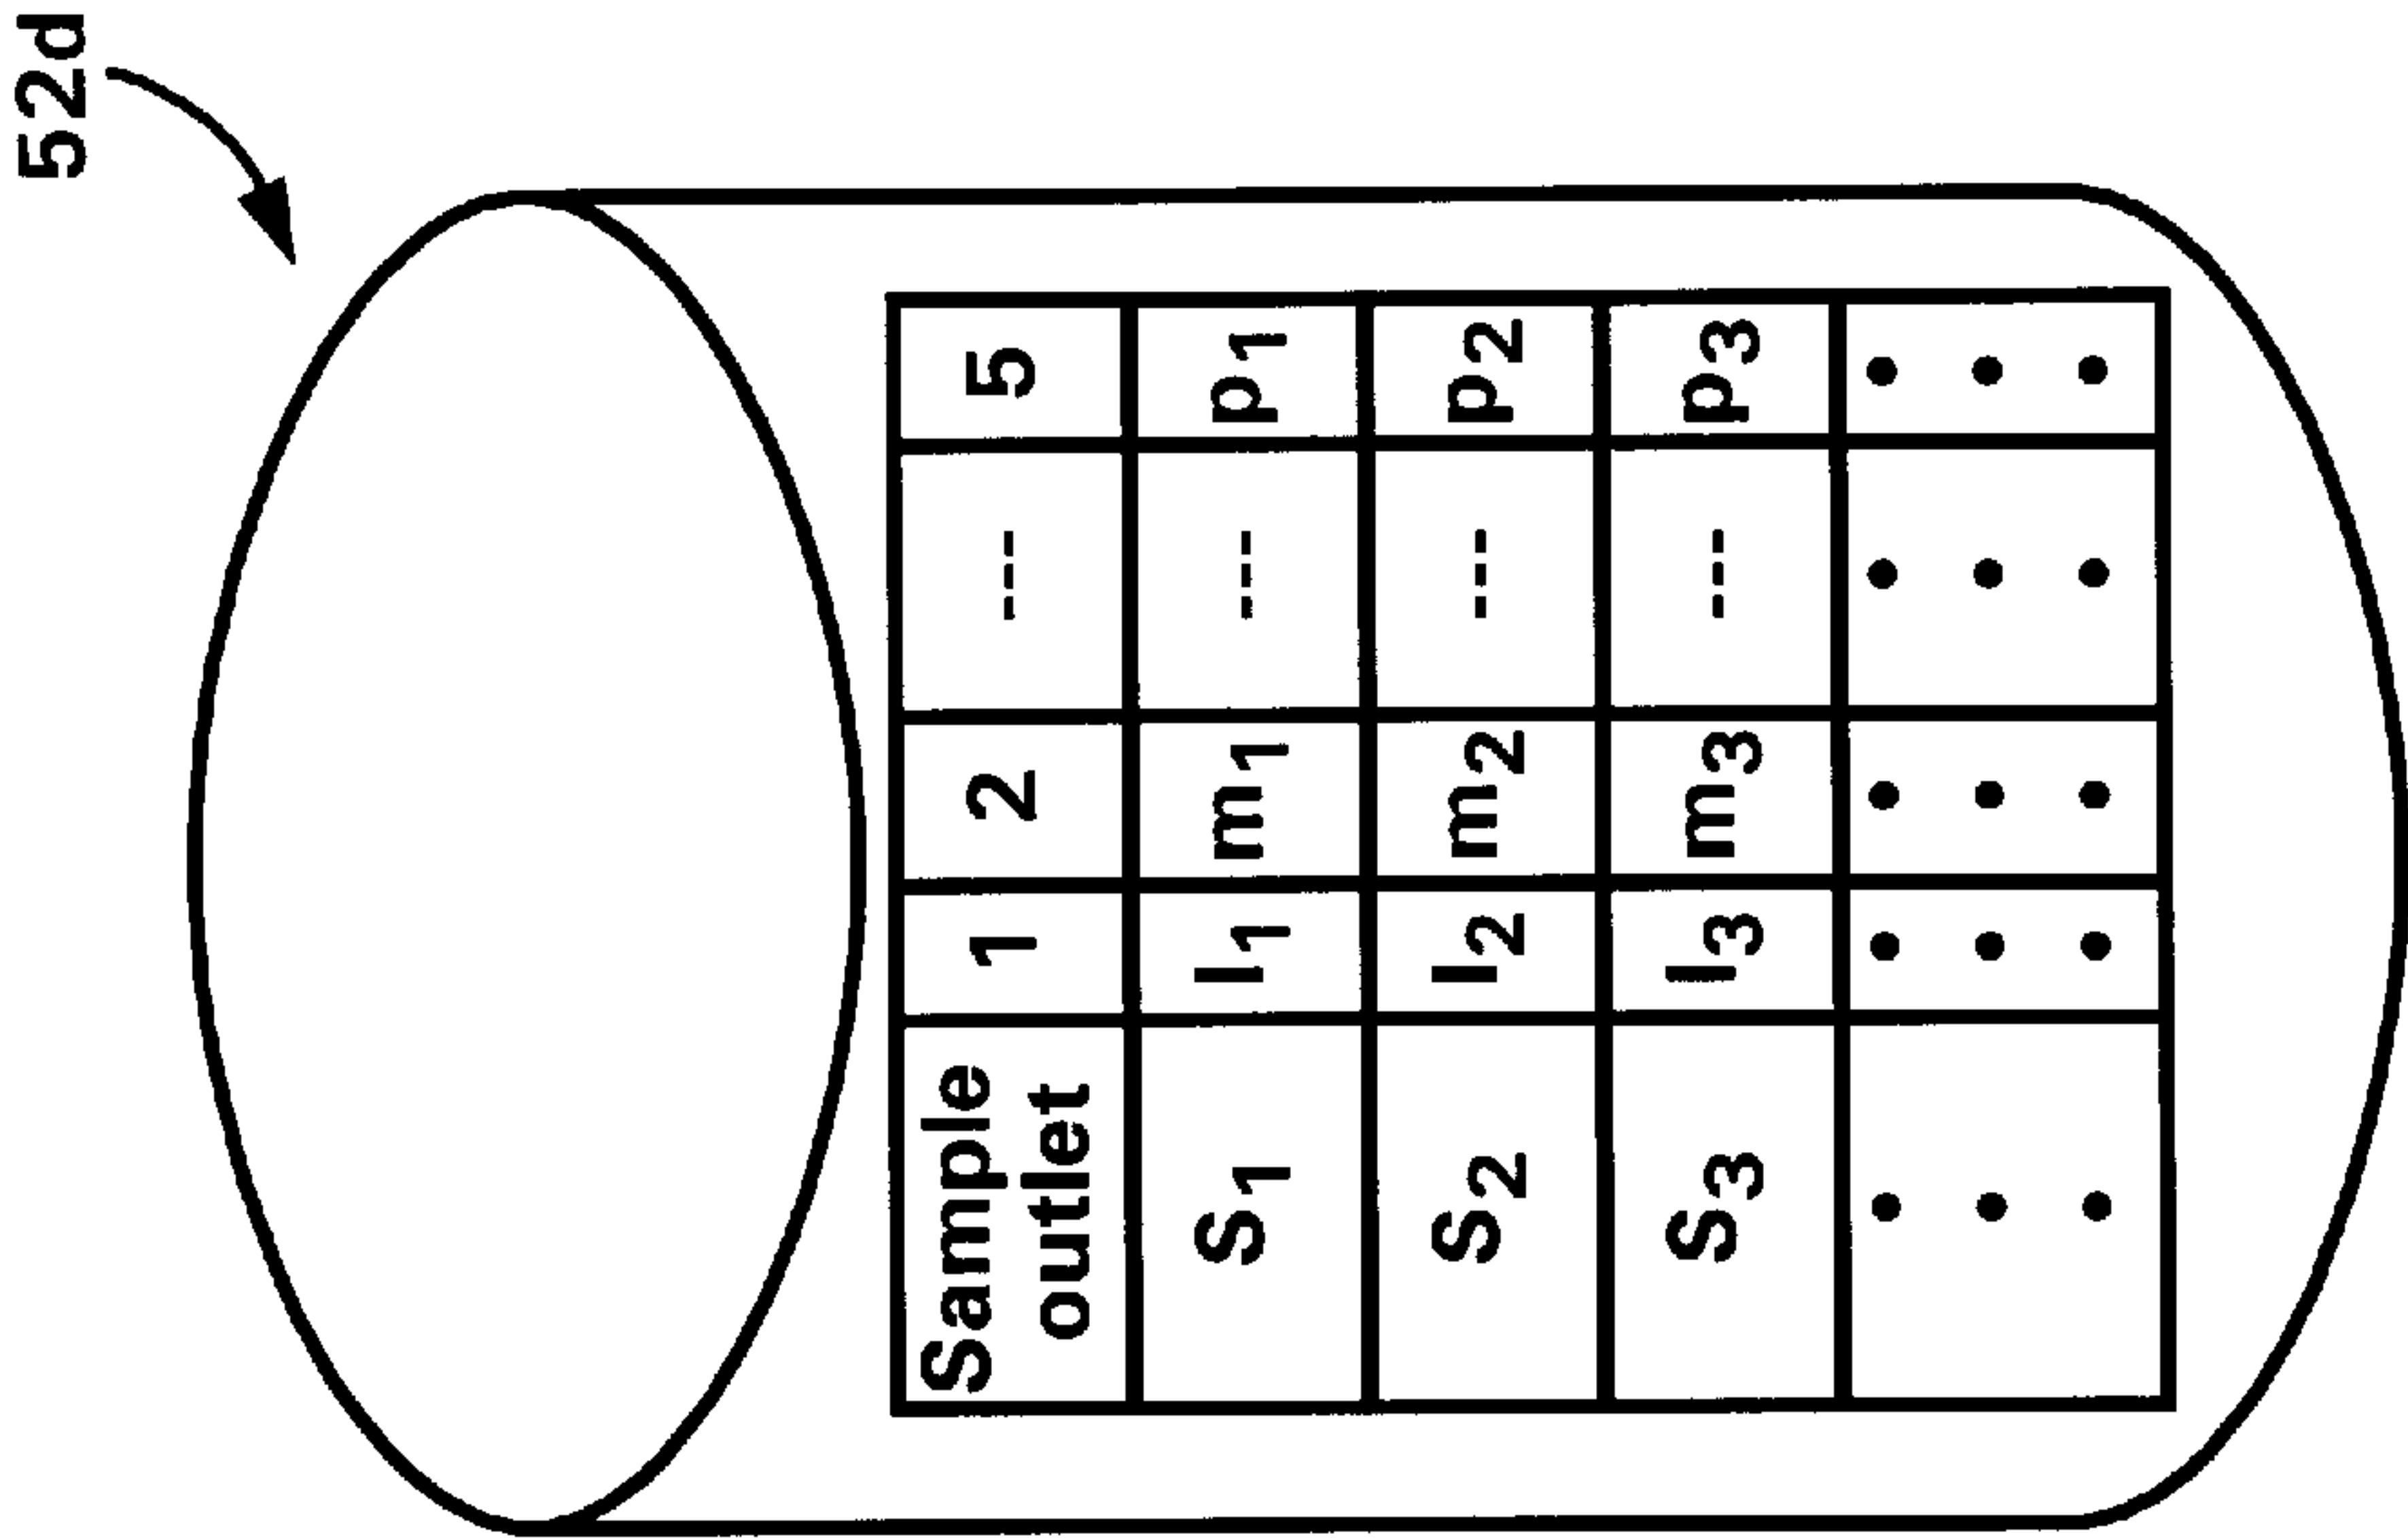 52d
Sample outlet 1 2 --- 5
S1 l1 m1 --- p1
S2 l2 m2 --- p2
S3 l3 m3 --- p3